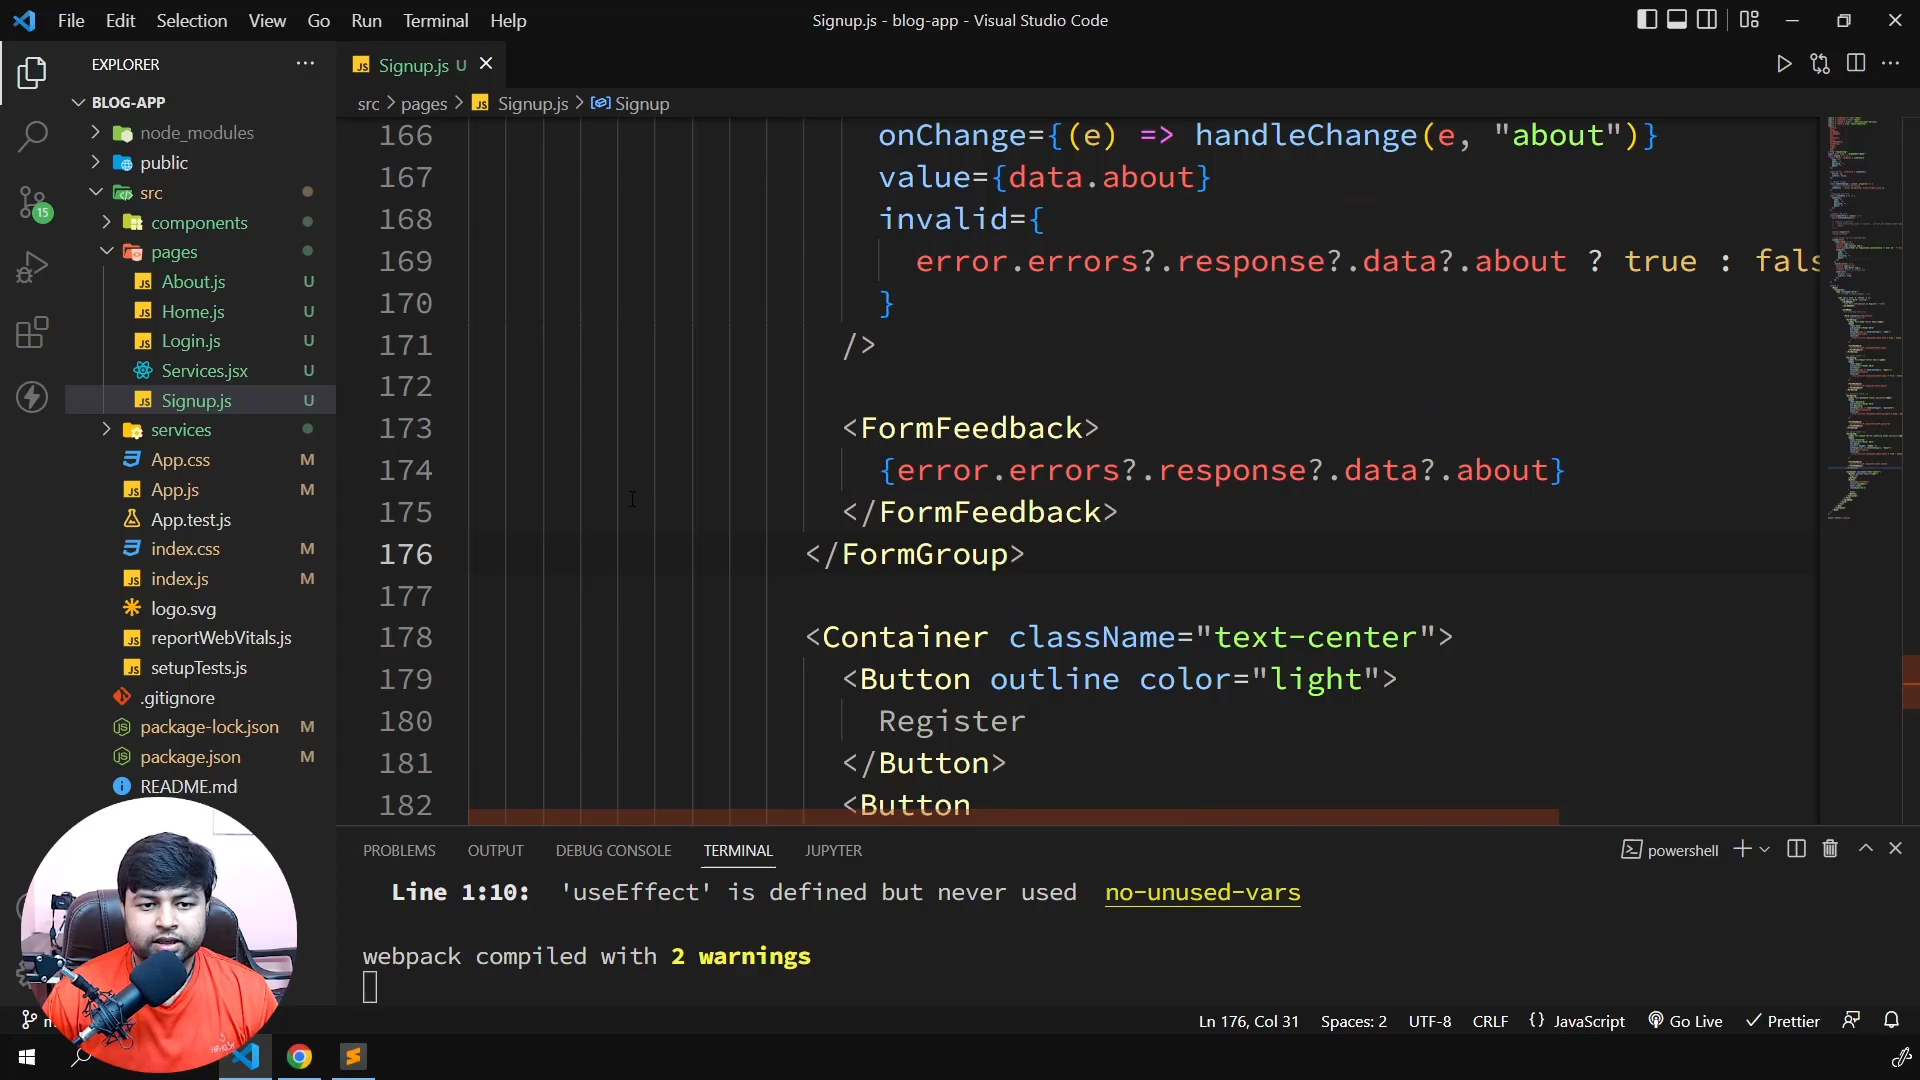 File Edit Selection View Go Run Terminal Help
Signup.js - blog-app - Visual Studio Code
EXPLORER
BLOG-APP
node_modules
public
src
components
pages
About.js U
Home.js U
Login.js U
Services.jsx U
Signup.js U
services
App.css M
App.js M
App.test.js
index.css M
index.js M
logo.svg
reportWebVitals.js
setupTests.js
.gitignore
package-lock.json M
package.json M
README.md
15
Signup.js U
src > pages > Signup.js > Signup
166 onChange={(e) => handleChange(e, "about")}
167 value={data.about}
168 invalid={
169 error.errors?.response?.data?.about ? true : fals
170 }
171 />
172
173 <FormFeedback>
174 {error.errors?.response?.data?.about}
175 </FormFeedback>
176 </FormGroup>
177
178 <Container className="text-center">
179 <Button outline color="light">
180 Register
181 </Button>
182 <Button
PROBLEMS OUTPUT DEBUG CONSOLE TERMINAL JUPYTER
powershell
Line 1:10: 'useEffect' is defined but never used no-unused-vars
webpack compiled with 2 warnings
Ln 176, Col 31 Spaces: 2 UTF-8 CRLF {} JavaScript Go Live Prettier